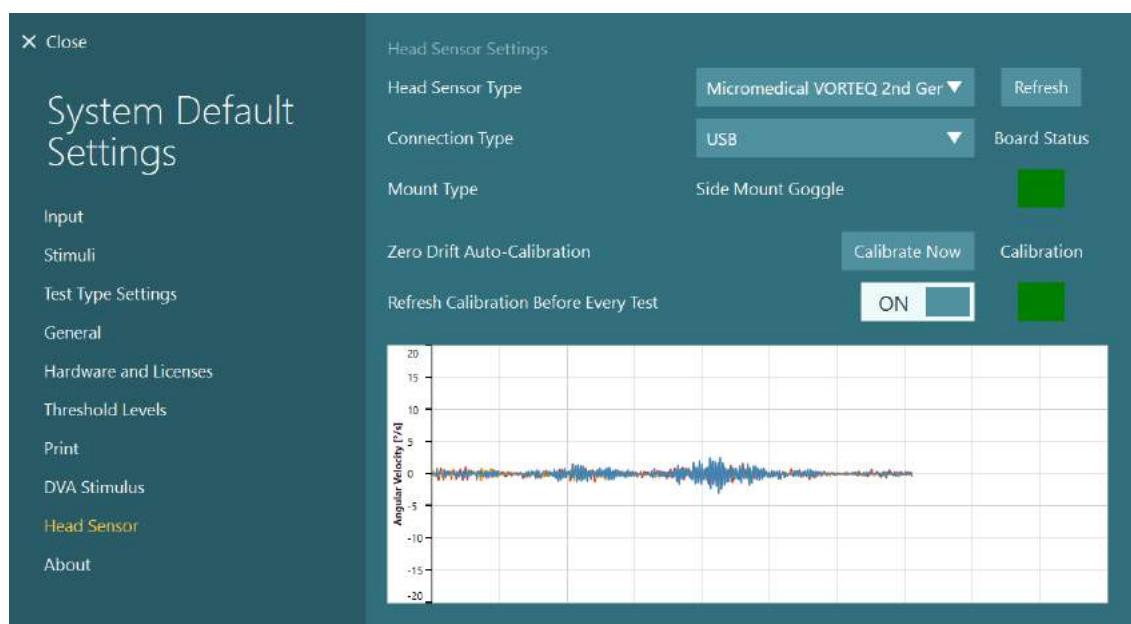 Close
System Default
Settings
Input
Stimuli
Test Type Settings
General
Hardware and Licenses
Threshold Levels
Print
DVA Stimulus
Head Sensor
About
Head Sensor Settings
Head Sensor Type
Micromedical VORTEQ 2nd Ger
Refresh
Connection Type
USB
Board Status
Mount Type
Side Mount Goggle
Zero Drift Auto-Calibration
Calibrate Now
Calibration
Refresh Calibration Before Every Test
ON
Angular Velocity [°/s]
20
15
10
5
0
-5
-10
-15
-20